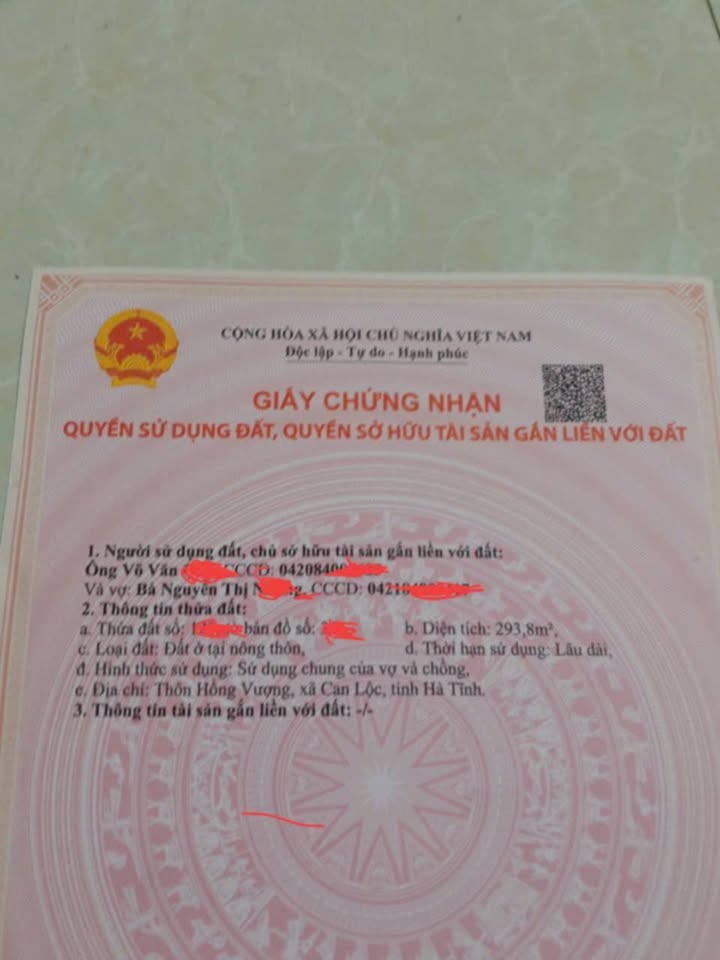 CỘNG HÒA XÃ HỘI CHỦ NGHĨA VIỆT NAM
Độc lập - Tự do - Hạnh phúc
GIẤY CHỨNG NHẬN
QUYỀN SỬ DỤNG ĐẤT, QUYỀN SỞ HỮU TÀI SẢN GẮN LIỀN VỚI ĐẤT
1. Người sử dụng đất, chủ sở hữu tài sản gắn liền với đất:
Ông Võ Văn CCCD: 04208400
Và vợ: Bà Nguyễn Thị CCCD: 0421
2. Thông tin thửa đất:
a. Thửa đất số: bản đồ số: b. Diện tích: 293,8m²,
c. Loại đất: Đất ở tại nông thôn, d. Thời hạn sử dụng: Lâu dài,
đ. Hình thức sử dụng: Sử dụng chung của vợ và chồng,
e. Địa chỉ: Thôn Hồng Vượng, xã Can Lộc, tỉnh Hà Tĩnh.
3. Thông tin tài sản gắn liền với đất: -/-